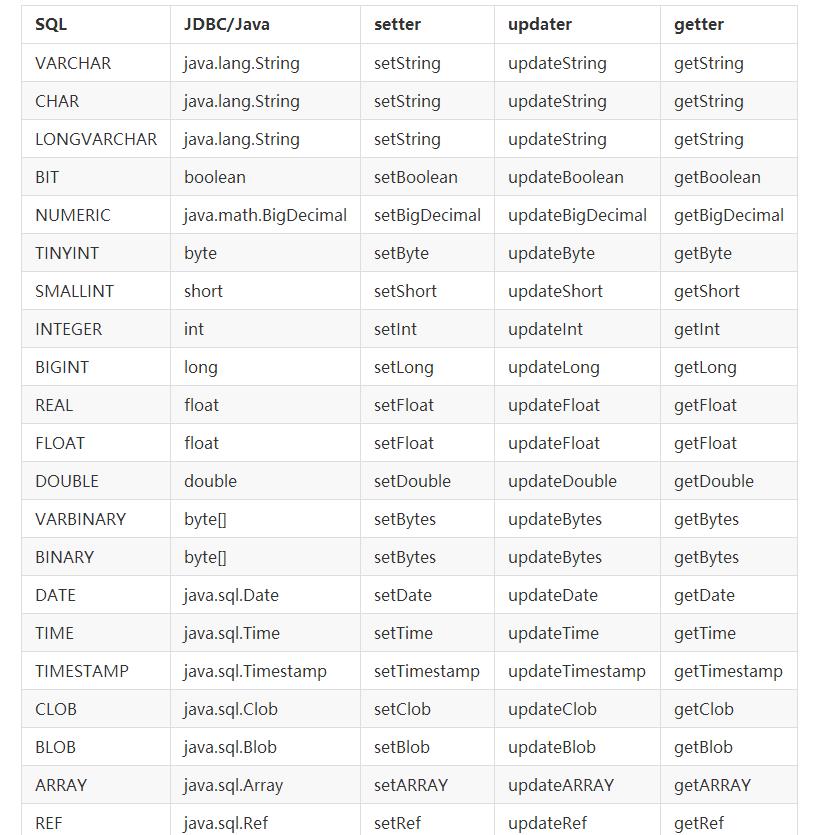 SQL JDBC/Java setter updater getter
VARCHAR java.lang.String setString updateString getString
CHAR java.lang.String setString updateString getString
LONGVARCHAR java.lang.String setString updateString getString
BIT boolean setBoolean updateBoolean getBoolean
NUMERIC java.math.BigDecimal setBigDecimal updateBigDecimal getBigDecimal
TINYINT byte setByte updateByte getByte
SMALLINT short setShort updateShort getShort
INTEGER int setInt updateInt getInt
BIGINT long setLong updateLong getLong
REAL float setFloat updateFloat getFloat
FLOAT float setFloat updateFloat getFloat
DOUBLE double setDouble updateDouble getDouble
VARBINARY byte[] setBytes updateBytes getBytes
BINARY byte[] setBytes updateBytes getBytes
DATE java.sql.Date setDate updateDate getDate
TIME java.sql.Time setTime updateTime getTime
TIMESTAMP java.sql.Timestamp setTimestamp updateTimestamp getTimestamp
CLOB java.sql.Clob setClob updateClob getClob
BLOB java.sql.Blob setBlob updateBlob getBlob
ARRAY java.sql.Array setARRAY updateARRAY getARRAY
REF java.sql.Ref setRef updateRef getRef